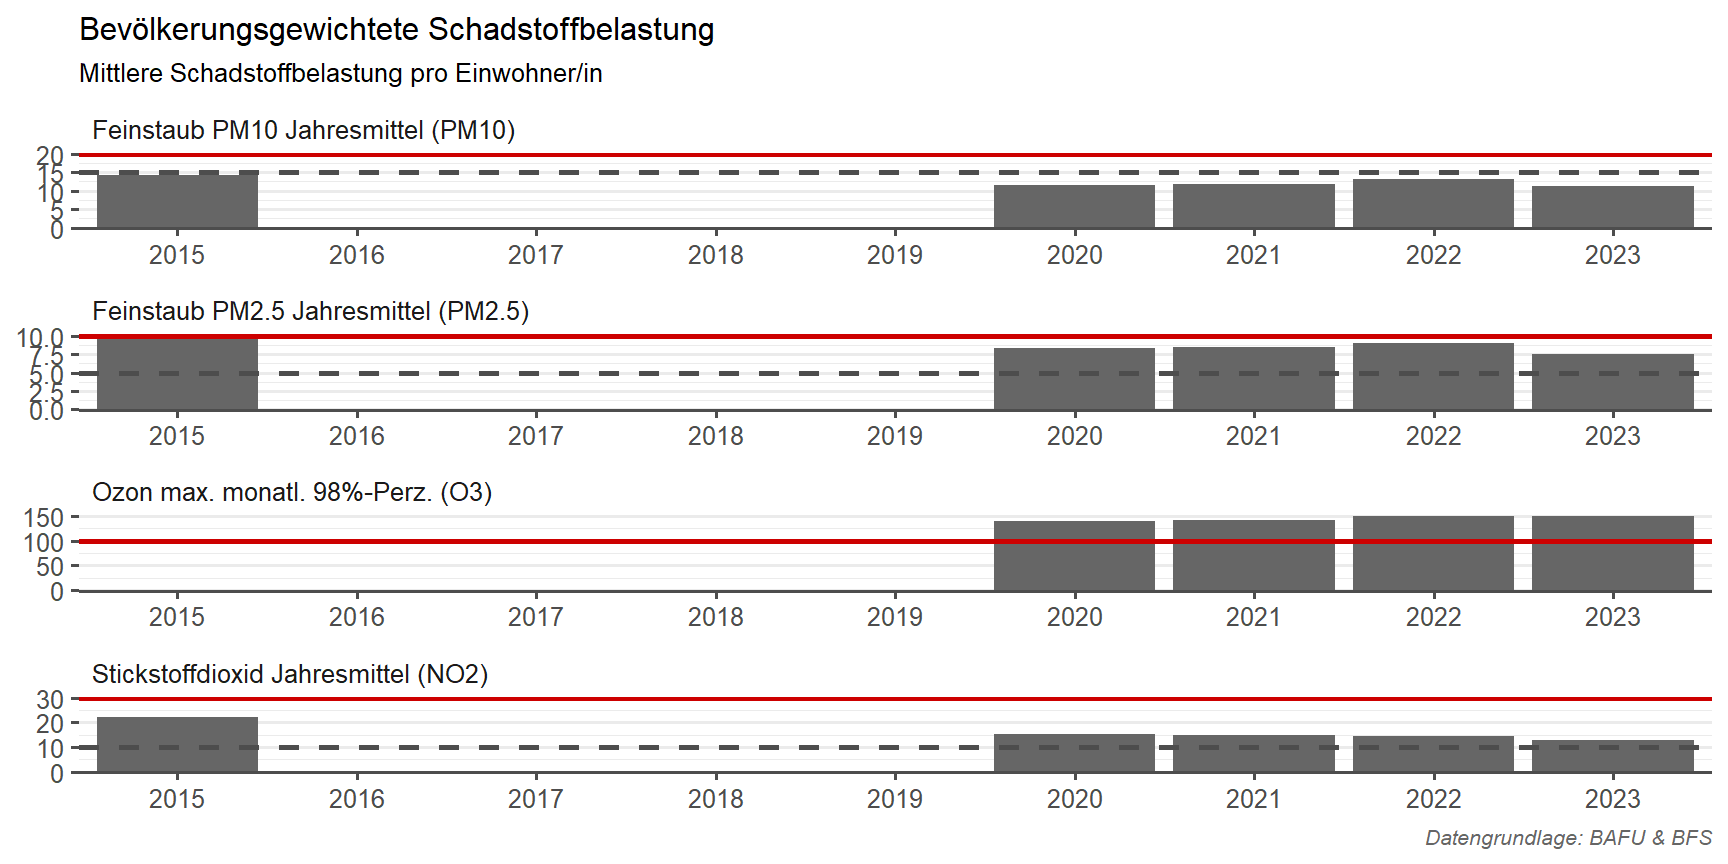 Bevölkerungsgewichtete Schadstoffbelastung
Mittlere Schadstoffbelastung pro Einwohner/in
Feinstaub PM10 Jahresmittel (PM10)
20
15
10
5
0
2015 2016 2017 2018 2019 2020 2021 2022 2023
Feinstaub PM2.5 Jahresmittel (PM2.5)
10.0
7.5
5.0
2.5
0.0
2015 2016 2017 2018 2019 2020 2021 2022 2023
Ozon max. monatl. 98%-Perz. (O3)
150
100
50
0
2015 2016 2017 2018 2019 2020 2021 2022 2023
Stickstoffdioxid Jahresmittel (NO2)
30
20
10
0
2015 2016 2017 2018 2019 2020 2021 2022 2023
Datengrundlage: BAFU & BFS